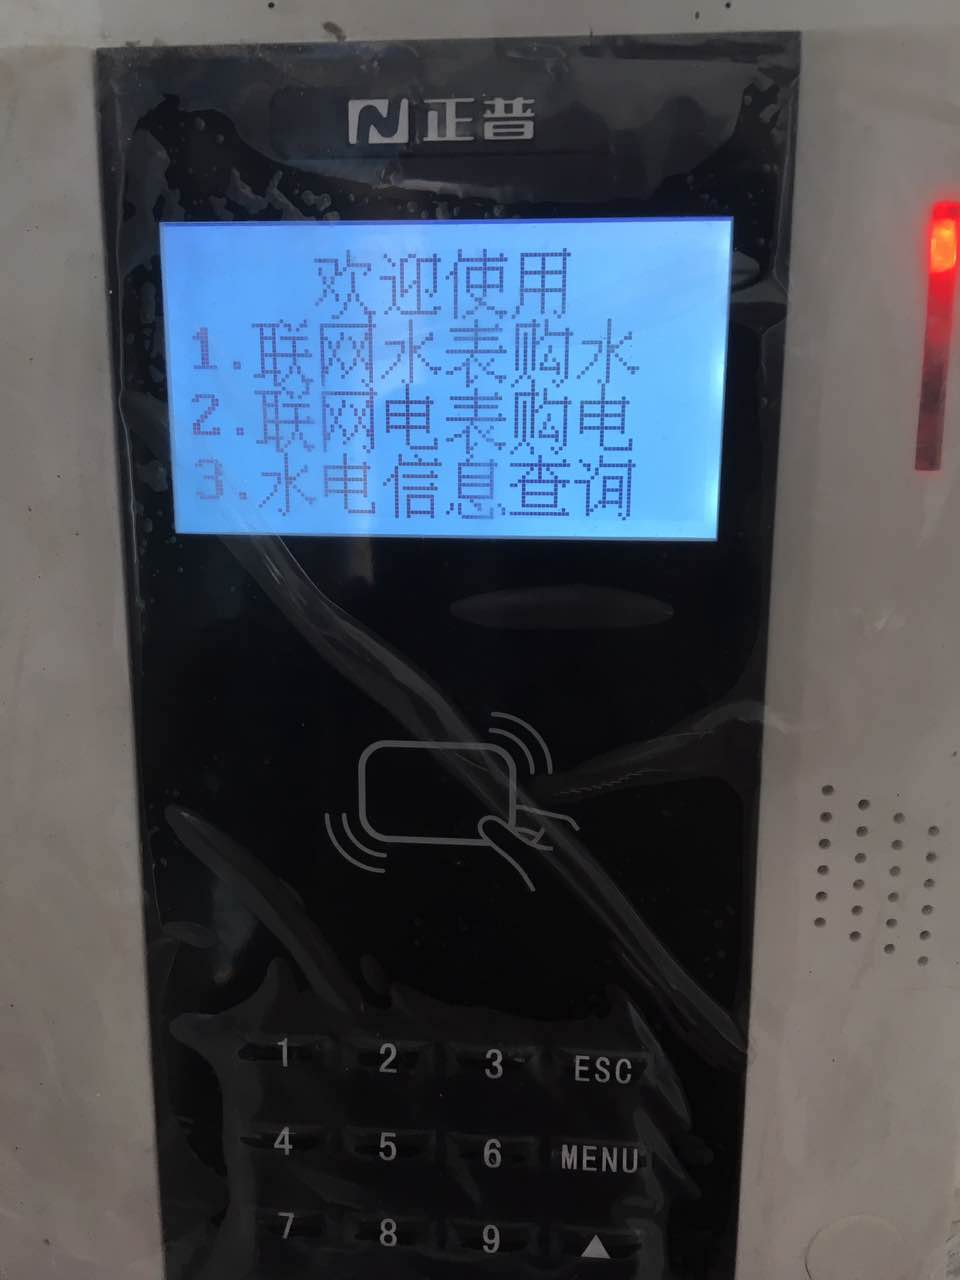 正普
欢迎使用
1.联网水表购水
2.联网电表购电
3.水电信息查询
1 2 3 ESC
4 5 6 MENU
7 8 9 ▲